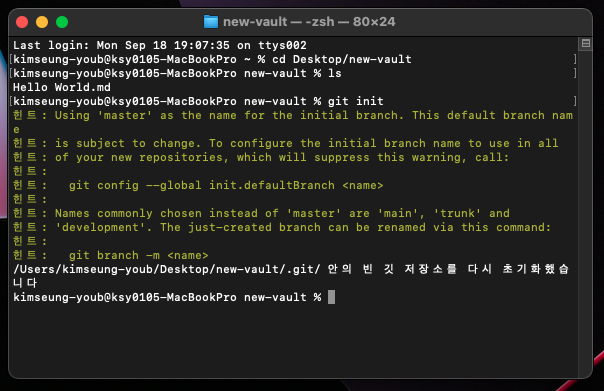 new-vault — -zsh — 80×24
Last login: Mon Sep 18 19:07:35 on ttys002
[kimseung-youb@ksy0105-MacBookPro ~ % cd Desktop/new-vault ]
[kimseung-youb@ksy0105-MacBookPro new-vault % ls ]
Hello World.md
[kimseung-youb@ksy0105-MacBookPro new-vault % git init ]
힌트: Using 'master' as the name for the initial branch. This default branch nam
e
힌트: is subject to change. To configure the initial branch name to use in all
힌트: of your new repositories, which will suppress this warning, call:
힌트:
힌트:   git config --global init.defaultBranch <name>
힌트:
힌트: Names commonly chosen instead of 'master' are 'main', 'trunk' and
힌트: 'development'. The just-created branch can be renamed via this command:
힌트:
힌트:   git branch -m <name>
/Users/kimseung-youb/Desktop/new-vault/.git/ 안의 빈 깃 저장소를 다시 초기화했습
니다
kimseung-youb@ksy0105-MacBookPro new-vault %